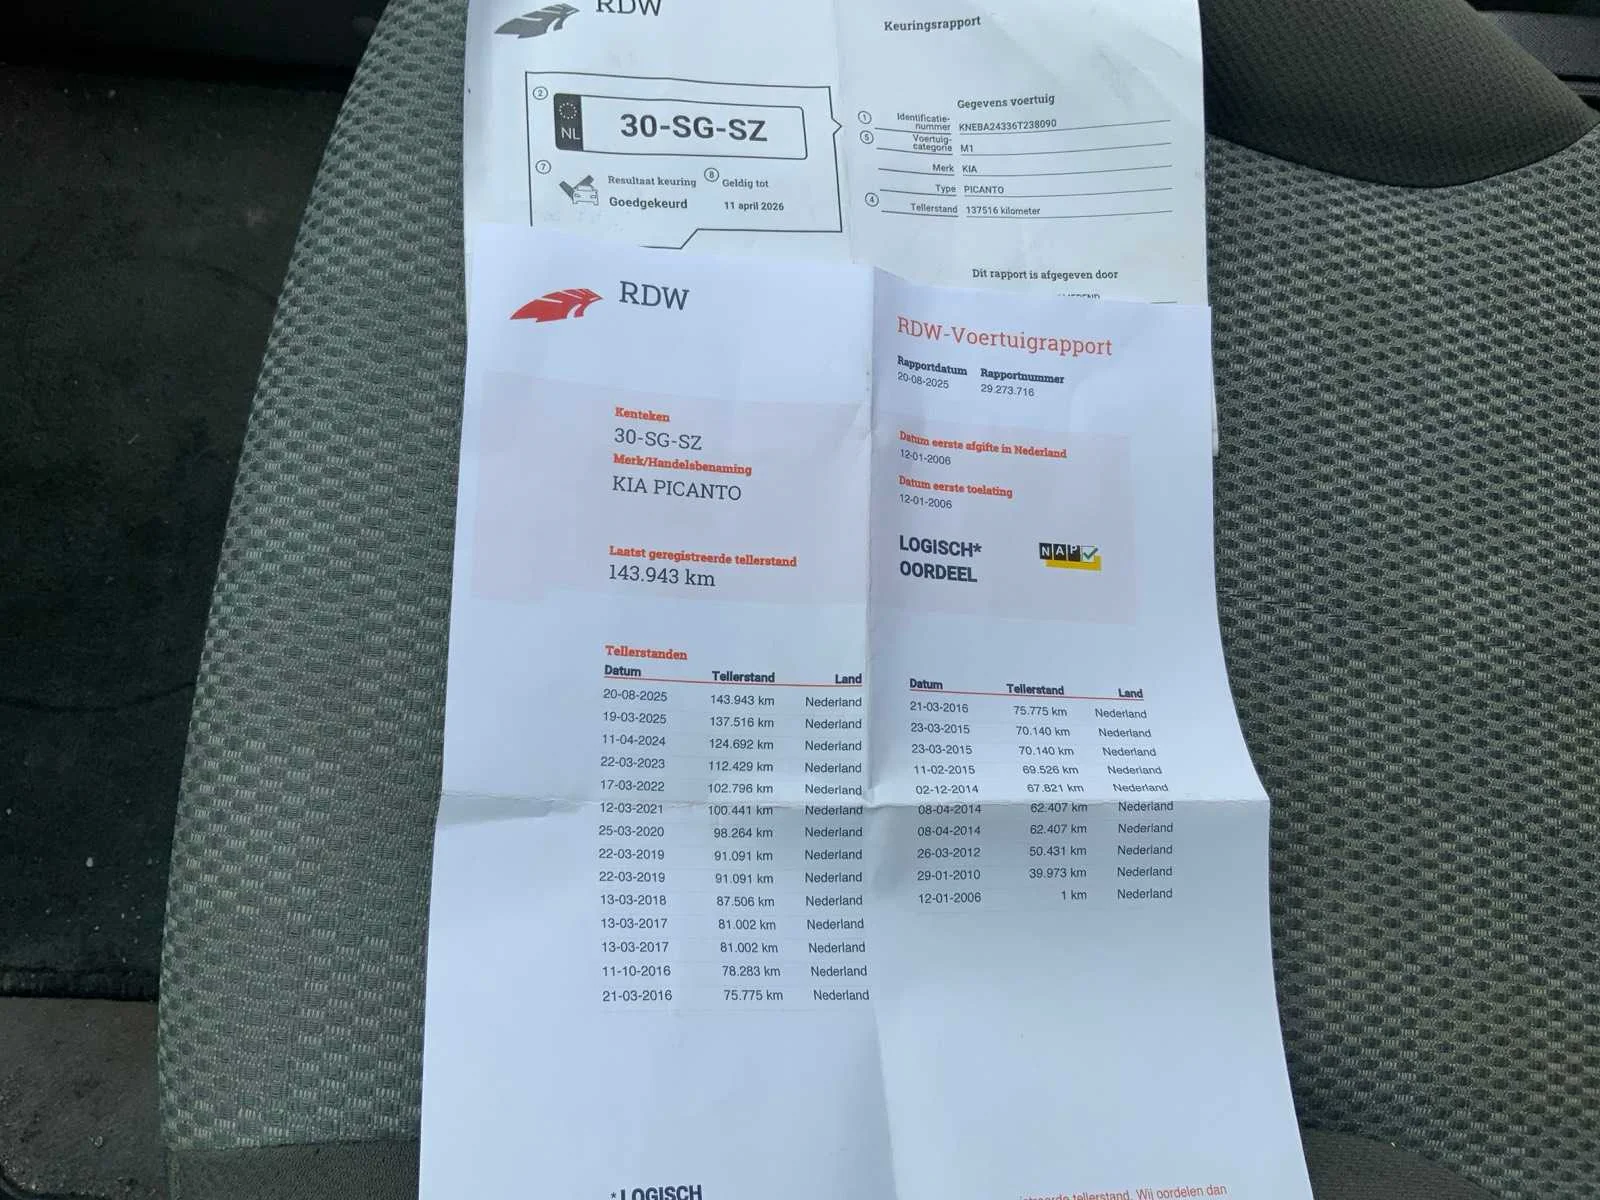 RDW
Keuringsrapport
2
NL
30-SG-SZ
7
Resultaat keuring
Goedgekeurd
8
Geldig tot
11 april 2026
Gegevens voertuig
1
Identificatie-
nummer KNEBA24336T238090
5
Voertuig-
categorie M1
Merk KIA
Type PICANTO
4
Tellerstand 137516 kilometer
Dit rapport is afgegeven door
RDW
RDW-Voertuigrapport
Rapportdatum Rapportnummer
20-08-2025 29.273.716
Kenteken
30-SG-SZ
Merk/Handelsbenaming
KIA PICANTO
Laatst geregistreerde tellerstand
143.943 km
Datum eerste afgifte in Nederland
12-01-2006
Datum eerste toelating
12-01-2006
LOGISCH*
OORDEEL
NAP
Tellerstanden
Datum Tellerstand Land
20-08-2025 143.943 km Nederland
19-03-2025 137.516 km Nederland
11-04-2024 124.692 km Nederland
22-03-2023 112.429 km Nederland
17-03-2022 102.796 km Nederland
12-03-2021 100.441 km Nederland
25-03-2020 98.264 km Nederland
22-03-2019 91.091 km Nederland
22-03-2019 91.091 km Nederland
13-03-2018 87.506 km Nederland
13-03-2017 81.002 km Nederland
13-03-2017 81.002 km Nederland
11-10-2016 78.283 km Nederland
21-03-2016 75.775 km Nederland
Datum Tellerstand Land
21-03-2016 75.775 km Nederland
23-03-2015 70.140 km Nederland
23-03-2015 70.140 km Nederland
11-02-2015 69.526 km Nederland
02-12-2014 67.821 km Nederland
08-04-2014 62.407 km Nederland
08-04-2014 62.407 km Nederland
26-03-2012 50.431 km Nederland
29-01-2010 39.973 km Nederland
12-01-2006 1 km Nederland
* LOGISCH
tellerstand. Wij oordelen dan